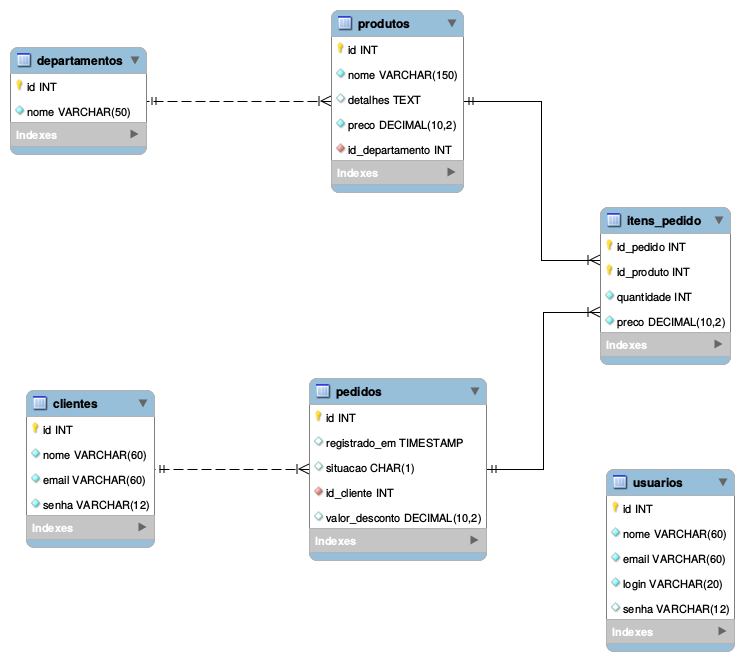 departamentos
id INT
nome VARCHAR(50)
Indexes
produtos
id INT
nome VARCHAR(150)
detalhes TEXT
preco DECIMAL(10,2)
id_departamento INT
Indexes
itens_pedido
id_pedido INT
id_produto INT
quantidade INT
preco DECIMAL(10,2)
Indexes
clientes
id INT
nome VARCHAR(60)
email VARCHAR(60)
senha VARCHAR(12)
Indexes
pedidos
id INT
registrado_em TIMESTAMP
situacao CHAR(1)
id_cliente INT
valor_desconto DECIMAL(10,2)
Indexes
usuarios
id INT
nome VARCHAR(60)
email VARCHAR(60)
login VARCHAR(20)
senha VARCHAR(12)
Indexes